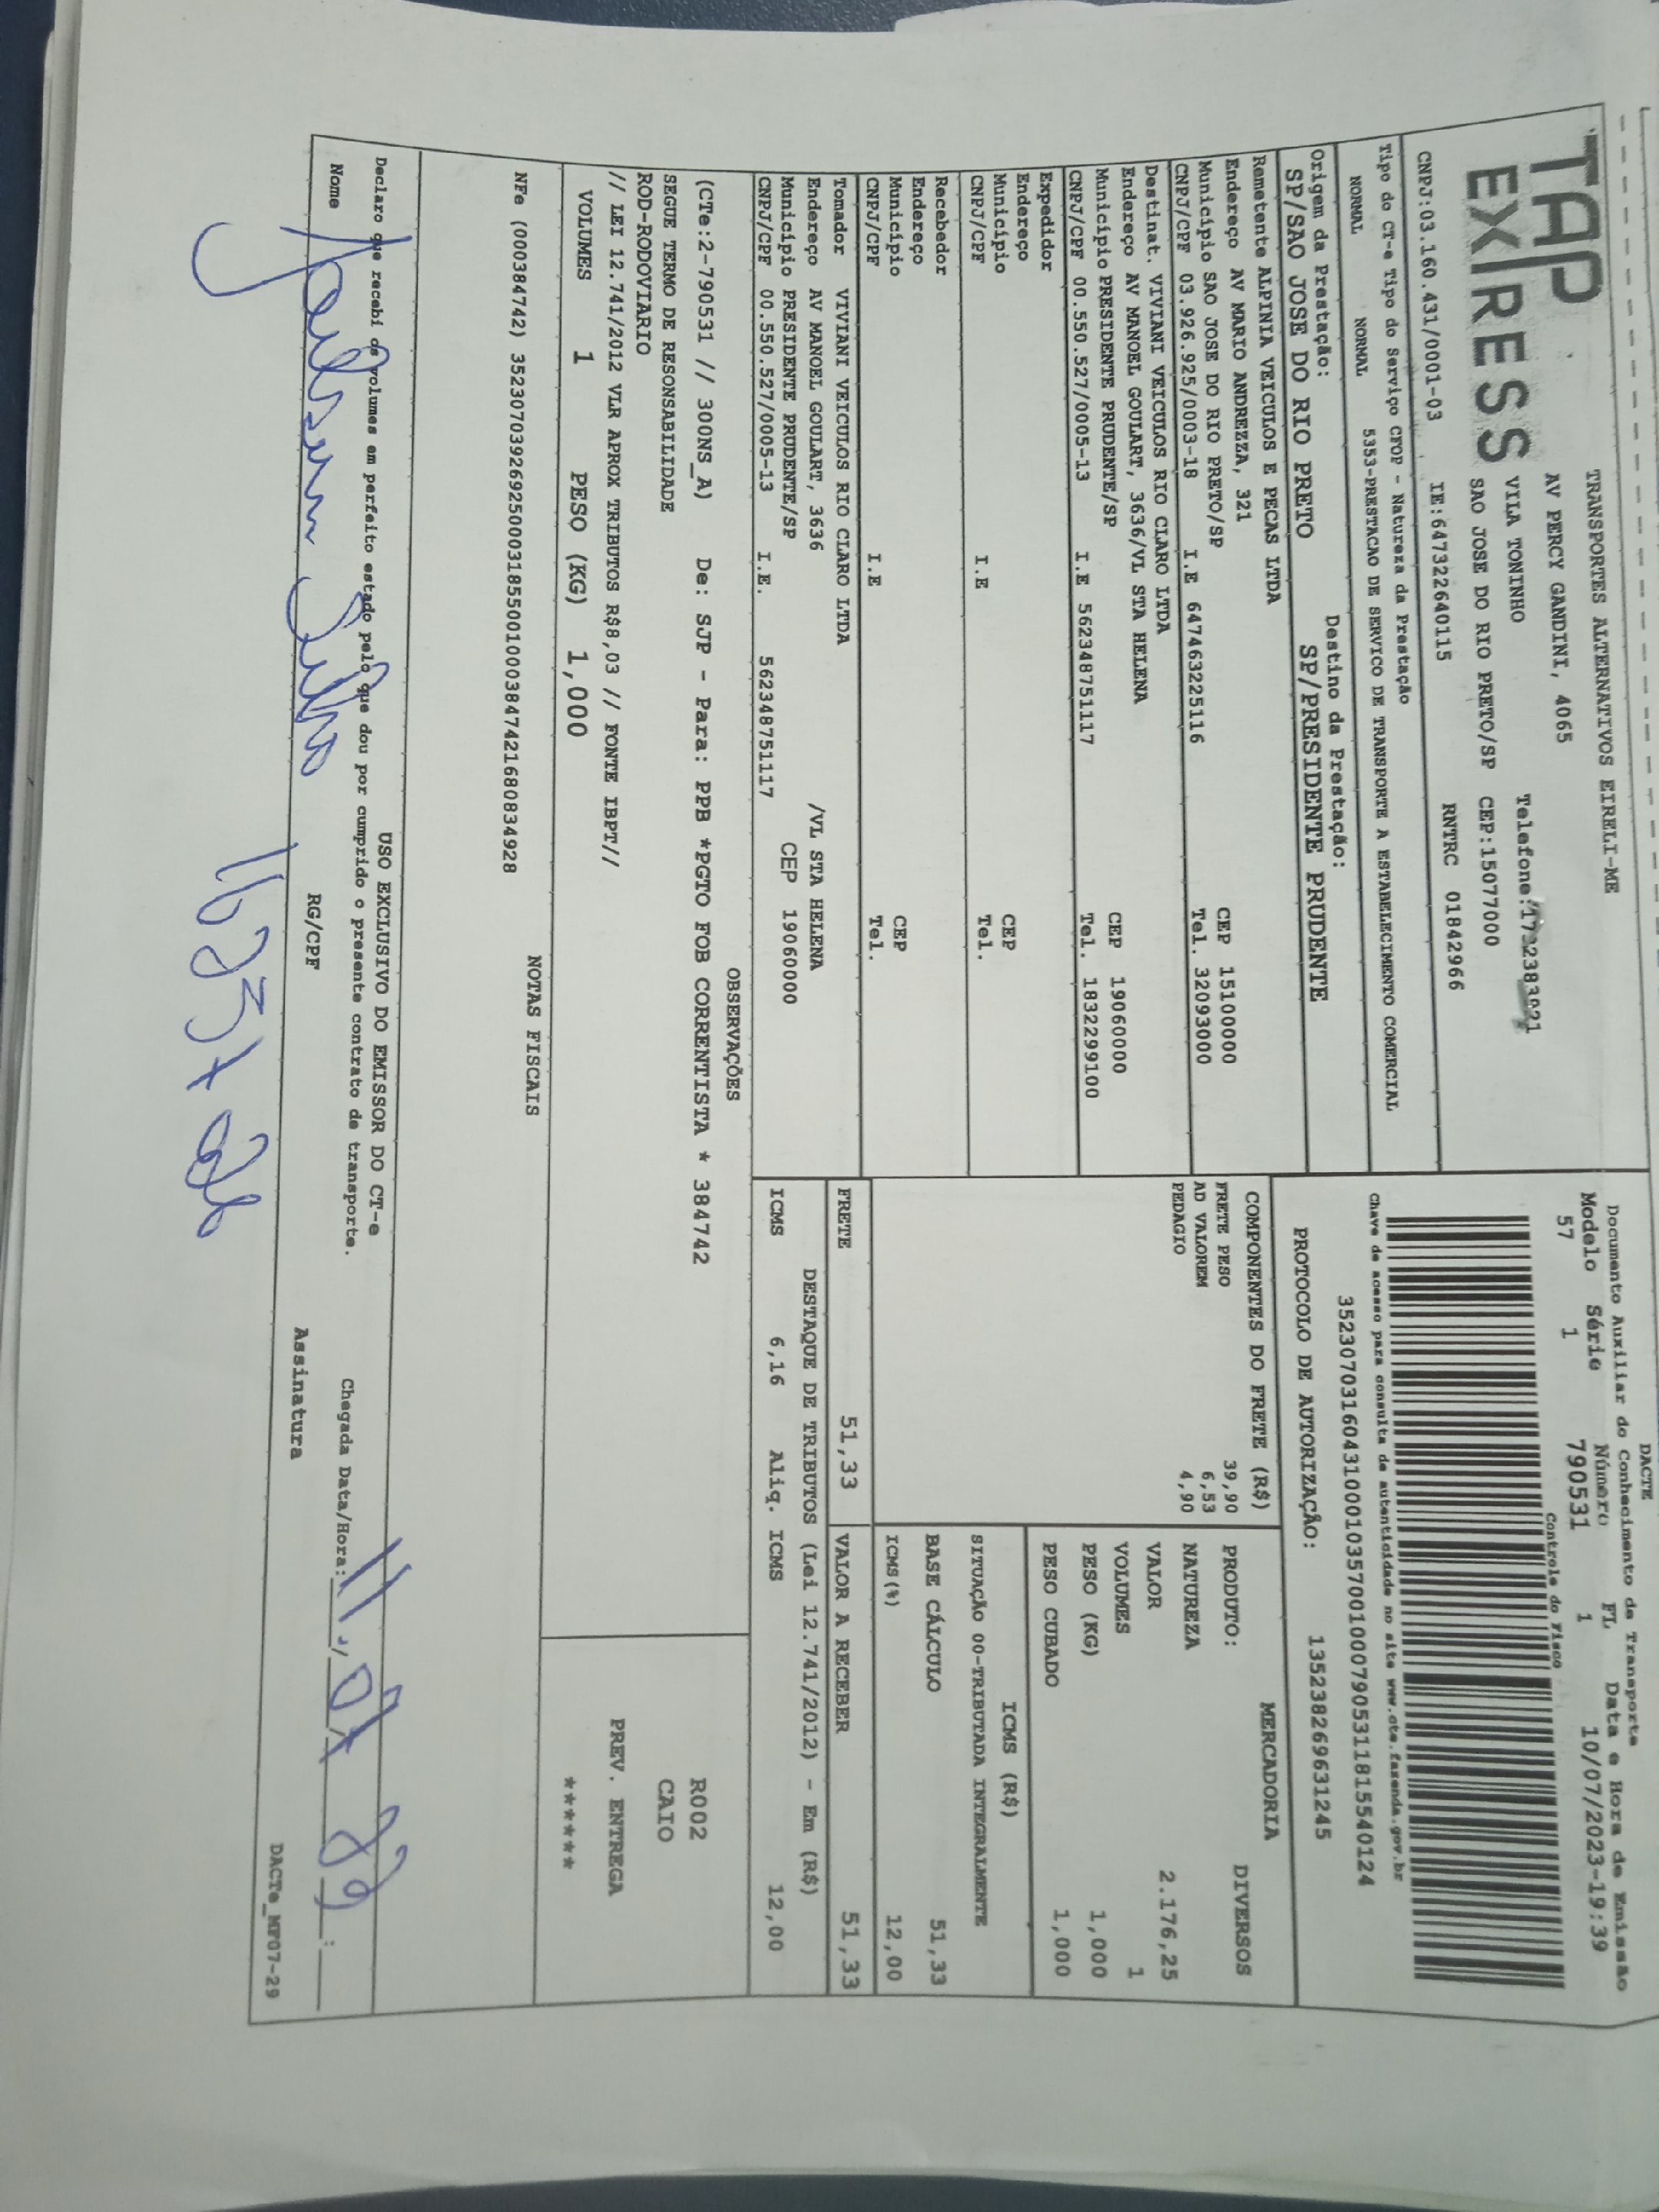 DACTE
TAP EXPRESS
TRANSPORTES ALTERNATIVOS EIRELI-ME
AV PERCY GANDINI, 4065
VILA TONINHO Telefone:
SAO JOSE DO RIO PRETO/SP CEP:15077000
CNPJ:03.160.431/0001-03 IE:647322640115 RNTRC 01842966
Documento Auxiliar do Conhecimento de Transporte
Modelo Série Número FL Data e Hora de Emissão
57 1 790531 1 10/07/2023-19:39
Controle do Fisco
Tipo do CT-e Tipo do Serviço CFOP - Natureza da Prestação
NORMAL NORMAL 5353-PRESTACAO DE SERVICO DE TRANSPORTE A ESTABELECIMENTO COMERCIAL
Chave de acesso para consulta de autenticidade no site www.cte.fazenda.gov.br
35230703160431000103570010007905311815540124
Origem da Prestação: Destino da Prestação:
SP/SAO JOSE DO RIO PRETO SP/PRESIDENTE PRUDENTE
PROTOCOLO DE AUTORIZAÇÃO: 135238269631245
Remetente ALPINIA VEICULOS E PECAS LTDA
Endereço AV MARIO ANDREZZA, 321
Município SAO JOSE DO RIO PRETO/SP CEP 15100000
CNPJ/CPF 03.926.925/0003-18 I.E 647463225116 Tel. 32093000
Destinat. VIVIANI VEICULOS RIO CLARO LTDA
Endereço AV MANOEL GOULART, 3636/VL STA HELENA
Município PRESIDENTE PRUDENTE/SP CEP 19060000
CNPJ/CPF 00.550.527/0005-13 I.E 562348751117 Tel. 1832299100
Expedidor
Endereço
Município CEP
CNPJ/CPF I.E Tel.
Recebedor
Endereço
Município CEP
CNPJ/CPF I.E Tel.
Tomador VIVIANI VEICULOS RIO CLARO LTDA
Endereço AV MANOEL GOULART, 3636 /VL STA HELENA
Município PRESIDENTE PRUDENTE/SP CEP 19060000
CNPJ/CPF 00.550.527/0005-13 I.E. 562348751117
COMPONENTES DO FRETE (R$)
FRETE PESO 39,90
AD VALOREM 6,53
PEDAGIO 4,90
MERCADORIA
PRODUTO: DIVERSOS
NATUREZA
VALOR 2.176,25
VOLUMES 1
PESO (KG) 1,000
PESO CUBADO 1,000
ICMS (R$)
SITUAÇÃO 00-TRIBUTADA INTEGRALMENTE
BASE CÁLCULO 51,33
ICMS(%) 12,00
FRETE 51,33 VALOR A RECEBER 51,33
DESTAQUE DE TRIBUTOS (Lei 12.741/2012) - Em (R$)
ICMS 6,16 Aliq. ICMS 12,00
OBSERVAÇÕES
(CTe:2-790531 // 300NS_A) De: SJP - Para: PPB *PGTO FOB CORRENTISTA * 384742
SEGUE TERMO DE RESONSABILIDADE
ROD-RODOVIARIO
// LEI 12.741/2012 VLR APROX TRIBUTOS R$8,03 // FONTE IBPT//
R002
CAIO
VOLUMES 1 PESO (KG) 1,000
PREV. ENTREGA
******
NOTAS FISCAIS
NFe (000384742) 35230703926925000318550010003847421680834928
USO EXCLUSIVO DO EMISSOR DO CT-e
Declaro que recebi os volumes em perfeito estado pelo que dou por cumprido o presente contrato de transporte.
Chegada Data/Hora: 11 / 07
Nome RG/CPF Assinatura
DACTe_MF07-29